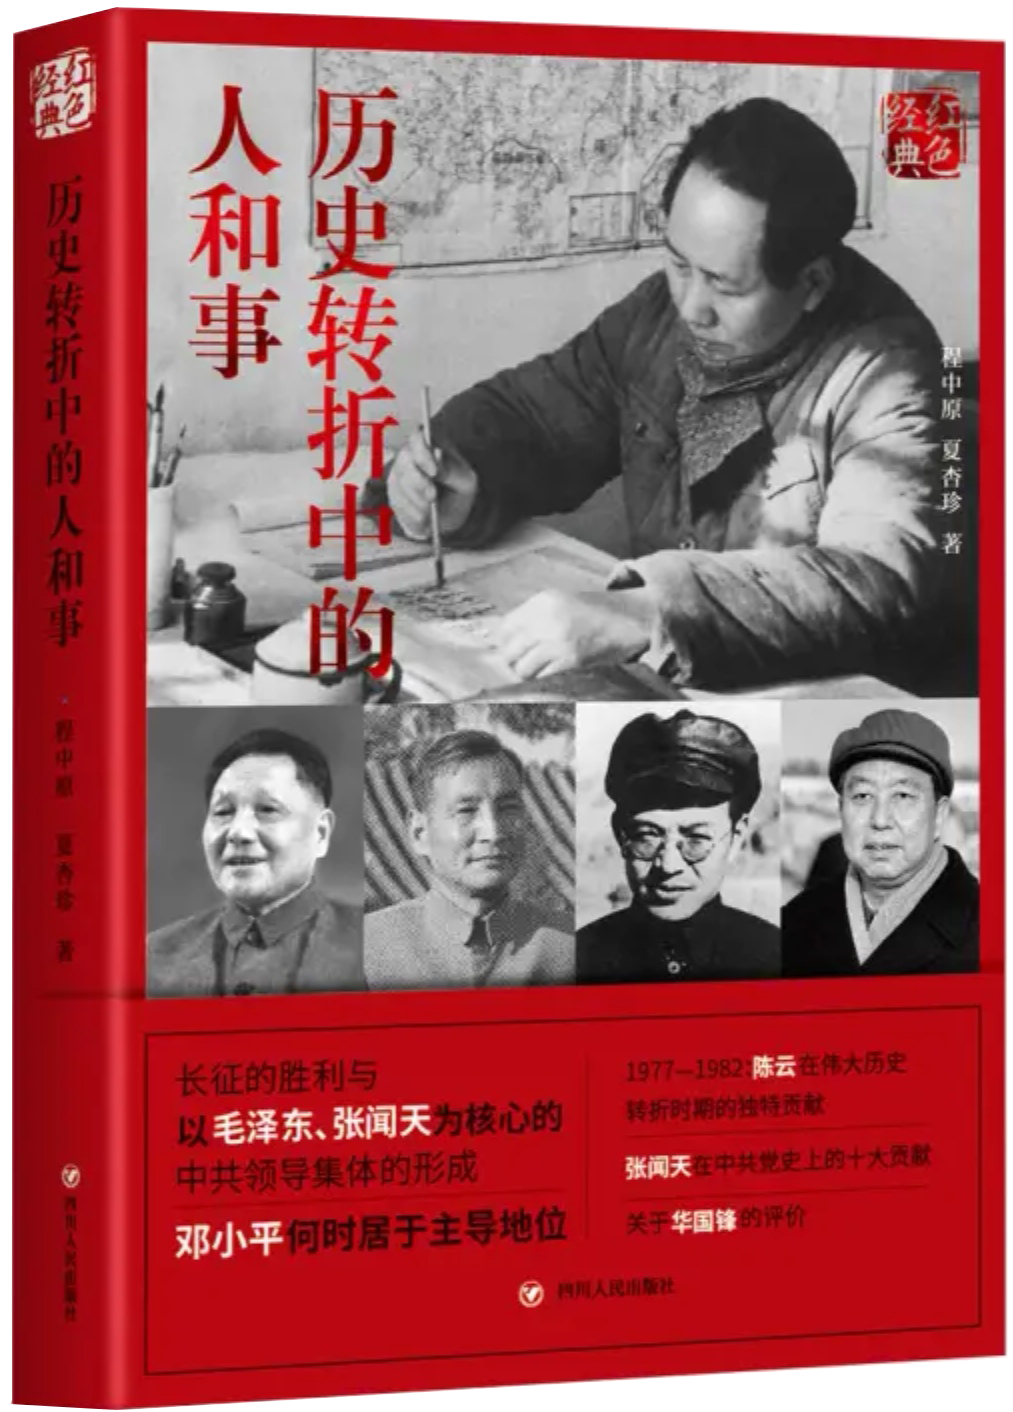 红色
经典
历史转折中的人和事
程中原 夏杏珍 著
四川人民出版社
红色
经典
历史转折中的
人和事
程中原 夏杏珍 著
长征的胜利与
以毛泽东、张闻天为核心的
中共领导集体的形成
邓小平何时居于主导地位
1977—1982：陈云在伟大历史
转折时期的独特贡献
张闻天在中共党史上的十大贡献
关于华国锋的评价
四川人民出版社